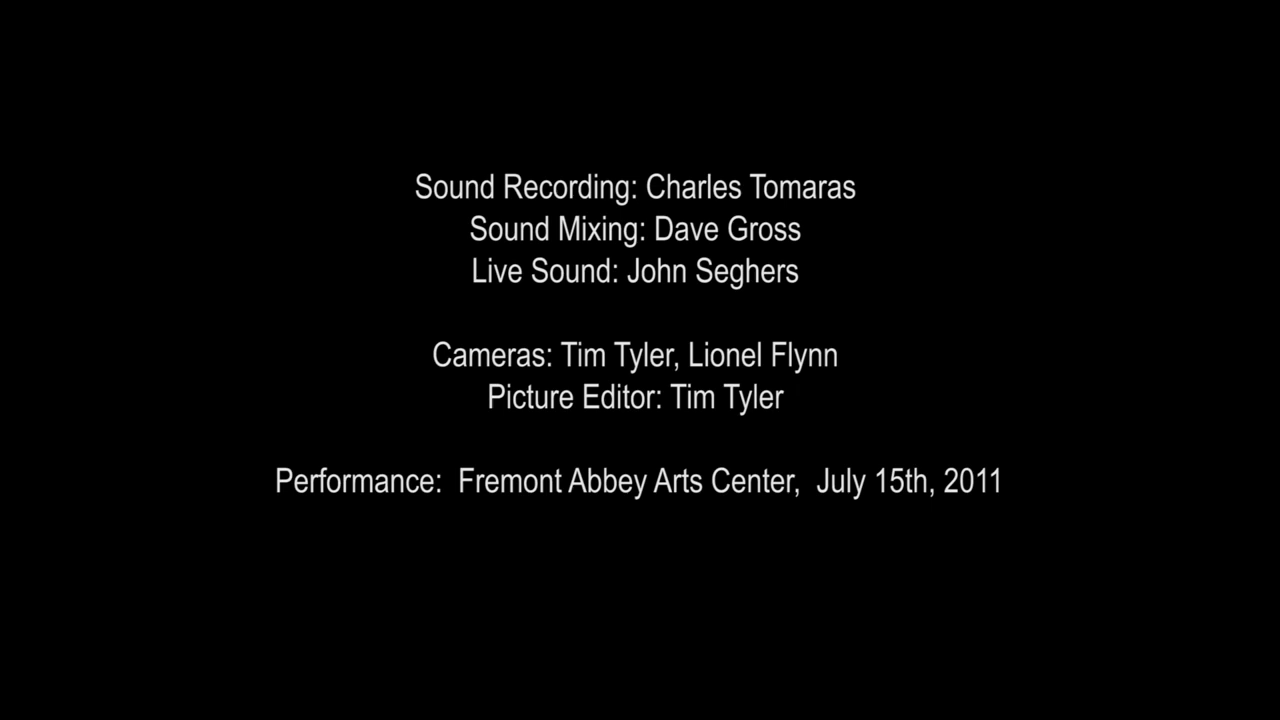 Sound Recording: Charles Tomaras
Sound Mixing: Dave Gross
Live Sound: John Seghers
Cameras: Tim Tyler, Lionel Flynn
Picture Editor: Tim Tyler
Performance:  Fremont Abbey Arts Center,  July 15th, 2011